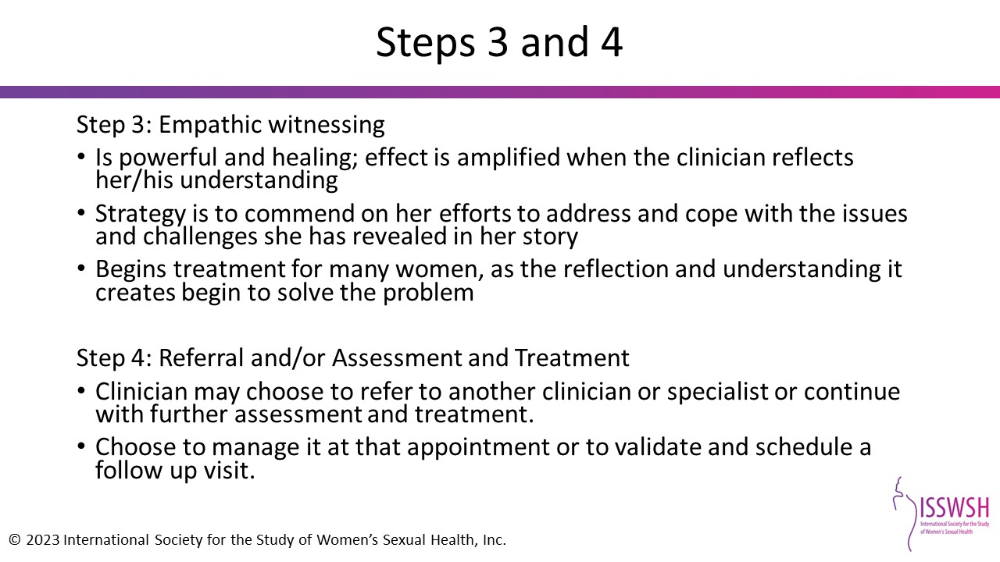 Steps 3 and 4
Step 3: Empathic witnessing
• Is powerful and healing; effect is amplified when the clinician reflects
her/his understanding
• Strategy is to commend on her efforts to address and cope with the issues
and challenges she has revealed in her story
• Begins treatment for many women, as the reflection and understanding it
creates begin to solve the problem
Step 4: Referral and/or Assessment and Treatment
• Clinician may choose to refer to another clinician or specialist or continue
with further assessment and treatment.
• Choose to manage it at that appointment or to validate and schedule a
follow up visit.
ISSWSH
International Society for the Study
of Women's Sexual Health
© 2023 International Society for the Study of Women’s Sexual Health, Inc.